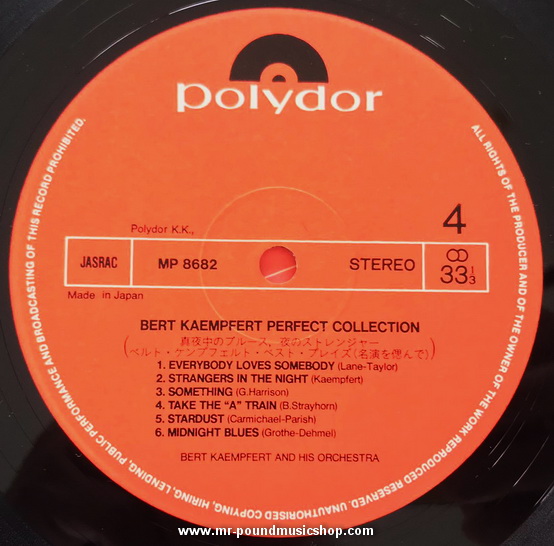 polydor
ALL RIGHTS OF THE PRODUCER AND OF THE OWNER OF THE WORK REPRODUCED RESERVED. UNAUTHORISED COPYING, HIRING, LENDING, PUBLIC PERFORMANCE AND BROADCASTING OF THIS RECORD PROHIBITED.
4
Polydor K.K.,
JASRAC MP 8682 STEREO 33 1/3
Made in Japan
BERT KAEMPFERT PERFECT COLLECTION
(真夜中のブルース, 夜のストレンジャー
ベルト・ケンプフェルト・ベスト・プレイズ(名演を偲んで))
1. EVERYBODY LOVES SOMEBODY (Lane-Taylor)
2. STRANGERS IN THE NIGHT (Kaempfert)
3. SOMETHING (G.Harrison)
4. TAKE THE "A" TRAIN (B.Strayhorn)
5. STARDUST (Carmichael-Parish)
6. MIDNIGHT BLUES (Grothe-Dehmel)
BERT KAEMPFERT AND HIS ORCHESTRA
www.mr-poundmusicshop.com